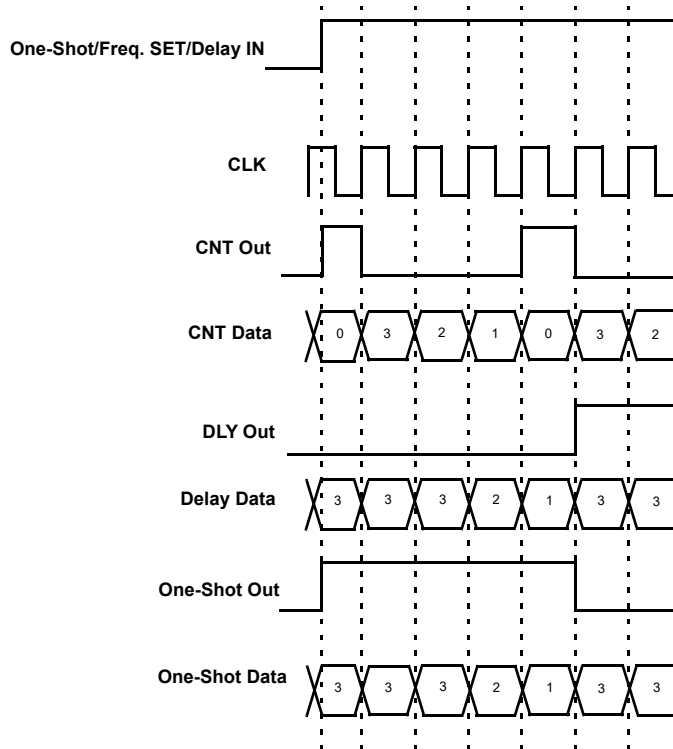 One-Shot/Freq. SET/Delay IN
CLK
CNT Out
CNT Data 0 3 2 1 0 3 2
DLY Out
Delay Data 3 3 3 2 1 3 3
One-Shot Out
One-Shot Data 3 3 3 2 1 3 3